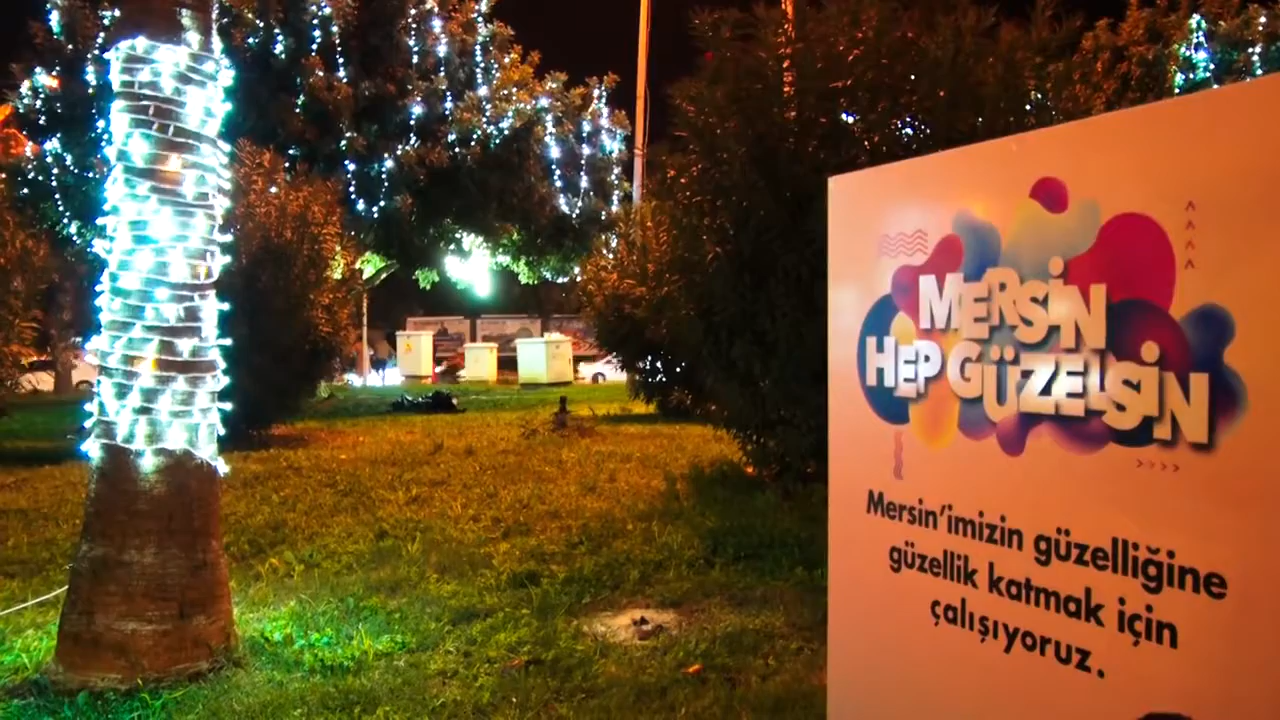 MERSİN
HEP GÜZELSİN
Mersin'imizin güzelliğine
güzellik katmak için
çalışıyoruz.